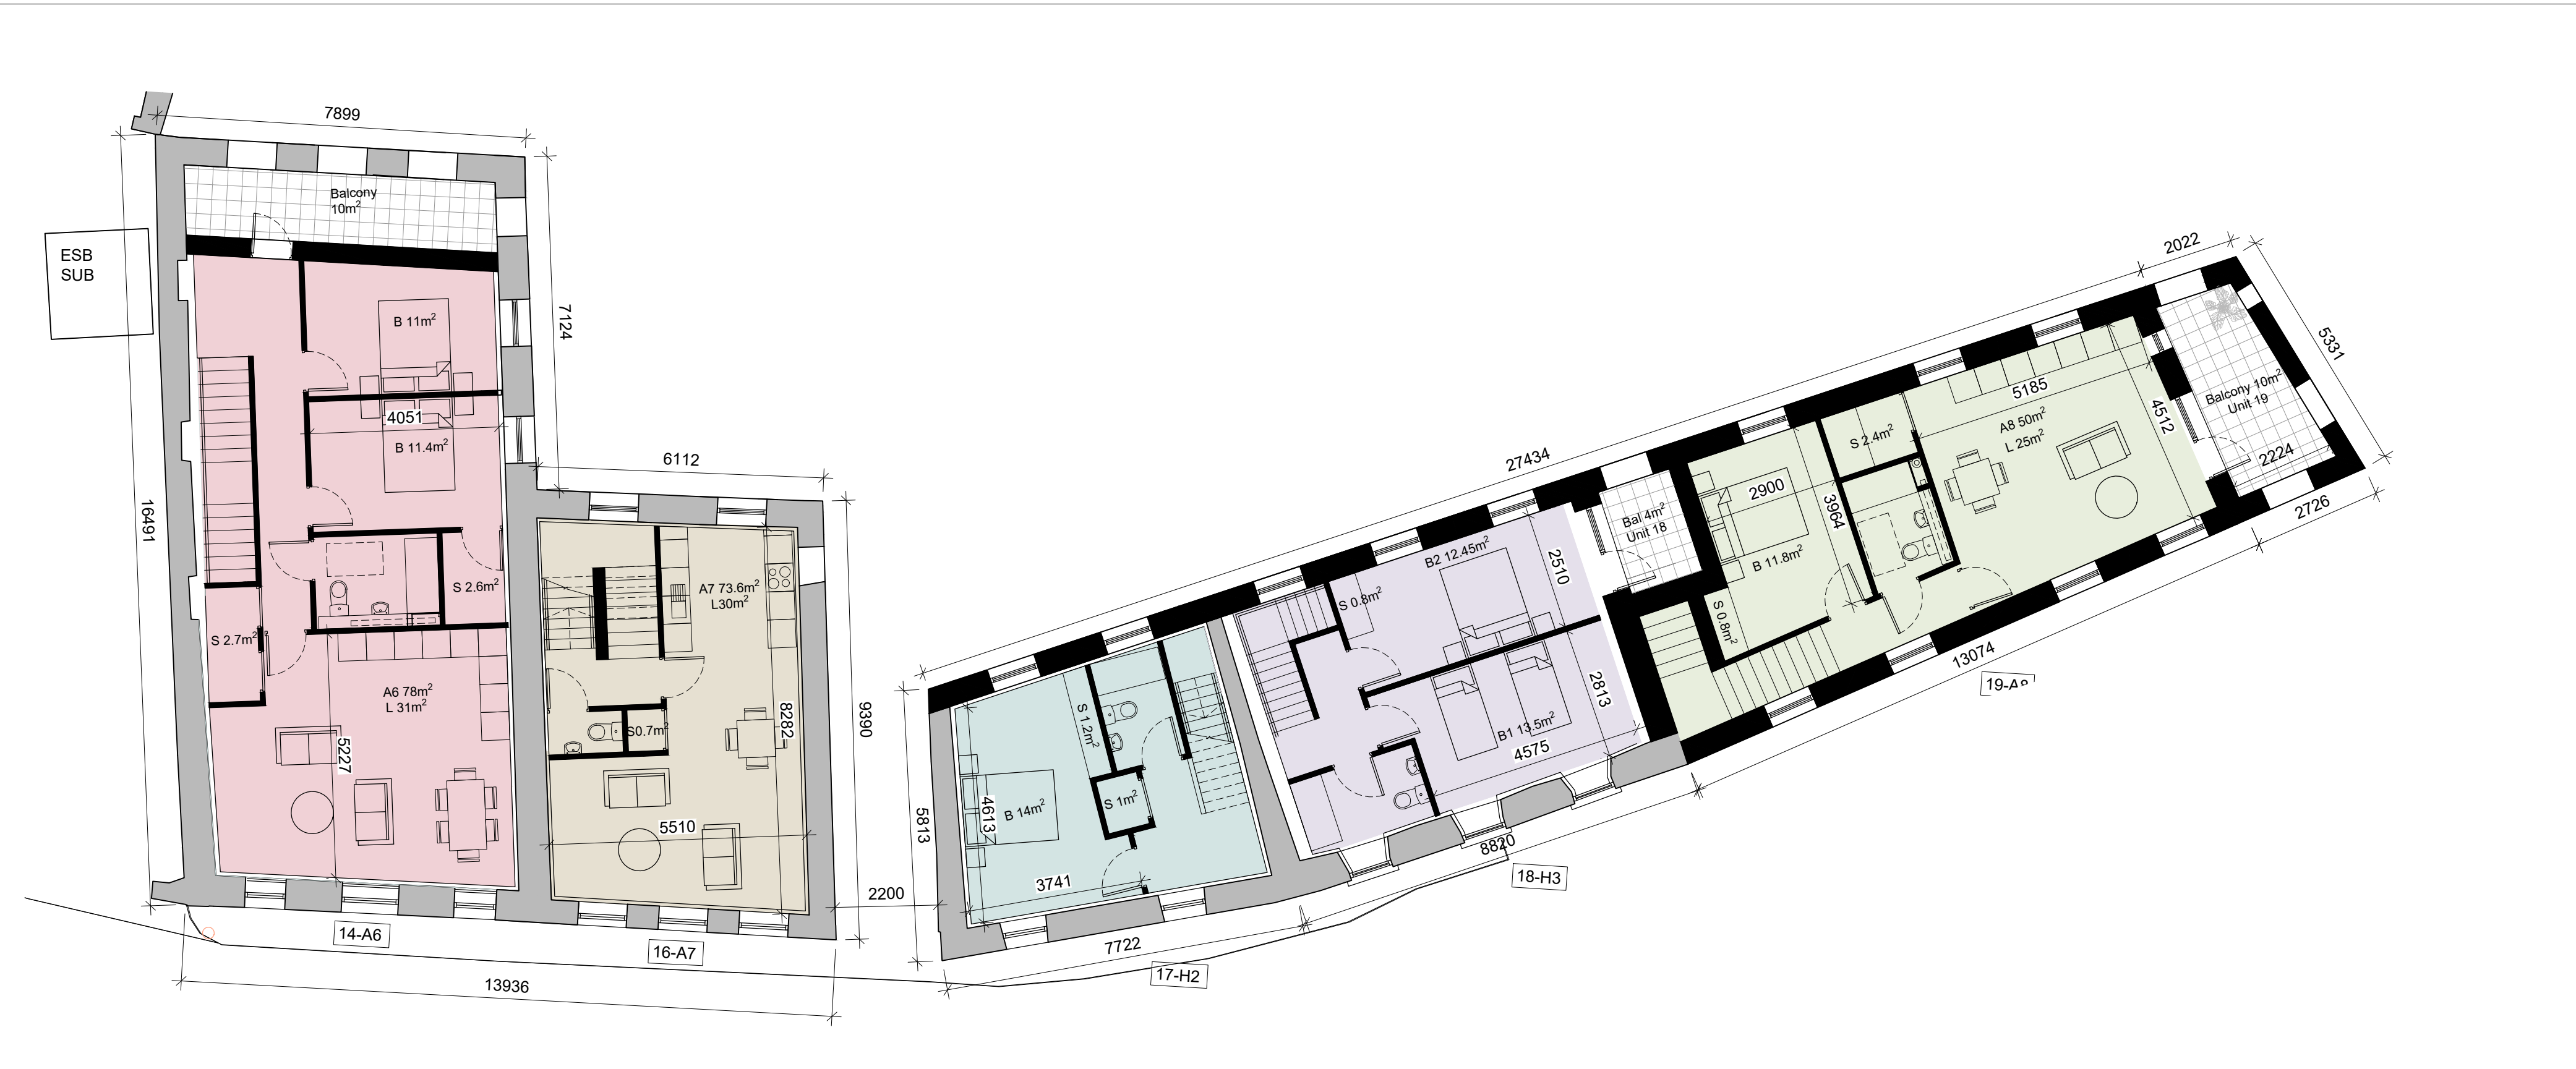 7899
Balcony
10m²
ESB
SUB
7124
B 11m²
4051
B 11.4m²
16491
S 2.6m²
S 2.7m²
A6 78m²
L 31m²
5227
14-A6
13936
6112
A7 73.6m²
L30m²
S0.7m²
8282
9390
5510
16-A7
2200
5813
S 1.2m²
S 1m²
B 14m²
4613
3741
7722
17-H2
27434
Bal 4m²
Unit 18
B2 12.45m²
2510
S 0.8m²
2813
B1 13.5m²
4575
8820
18-H3
2022
5331
Balcony 10m²
Unit 19
2224
2726
5185
4512
A8 50m²
L 25m²
S 2.4m²
2900
3964
B 11.8m²
S 0.8m²
13074
19-A8